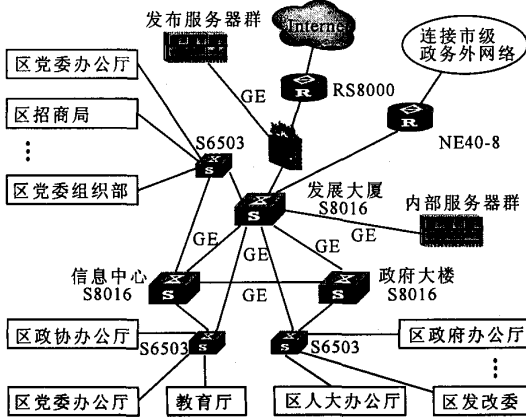 发布服务器群
Internet
连接市级
政务外网络
区党委办公厅
GE
RS8000
区招商局
R
R
NE40-8
S6503
S
区党委组织部
发展大厦
S8016
S
内部服务器群
GE
GE
GE
GE
信息中心
S8016
S
政府大楼
S8016
S
GE
区政协办公厅
S6503
S
S
S6503
区政府办公厅
区党委办公厅
教育厅
区人大办公厅
区发改委